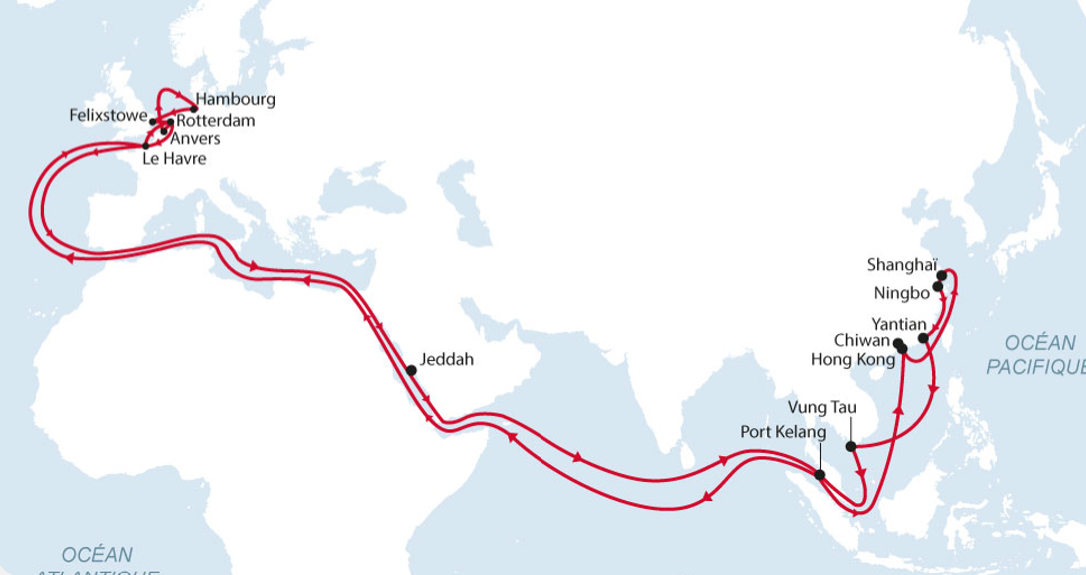 Hambourg
Felixstowe
Rotterdam
Anvers
Le Havre
Shanghaï
Ningbo
Yantian
Chiwan
Hong Kong
OCÉAN
PACIFIQUE
Jeddah
Vung Tau
Port Kelang
OCÉAN
ATLANTIQUE